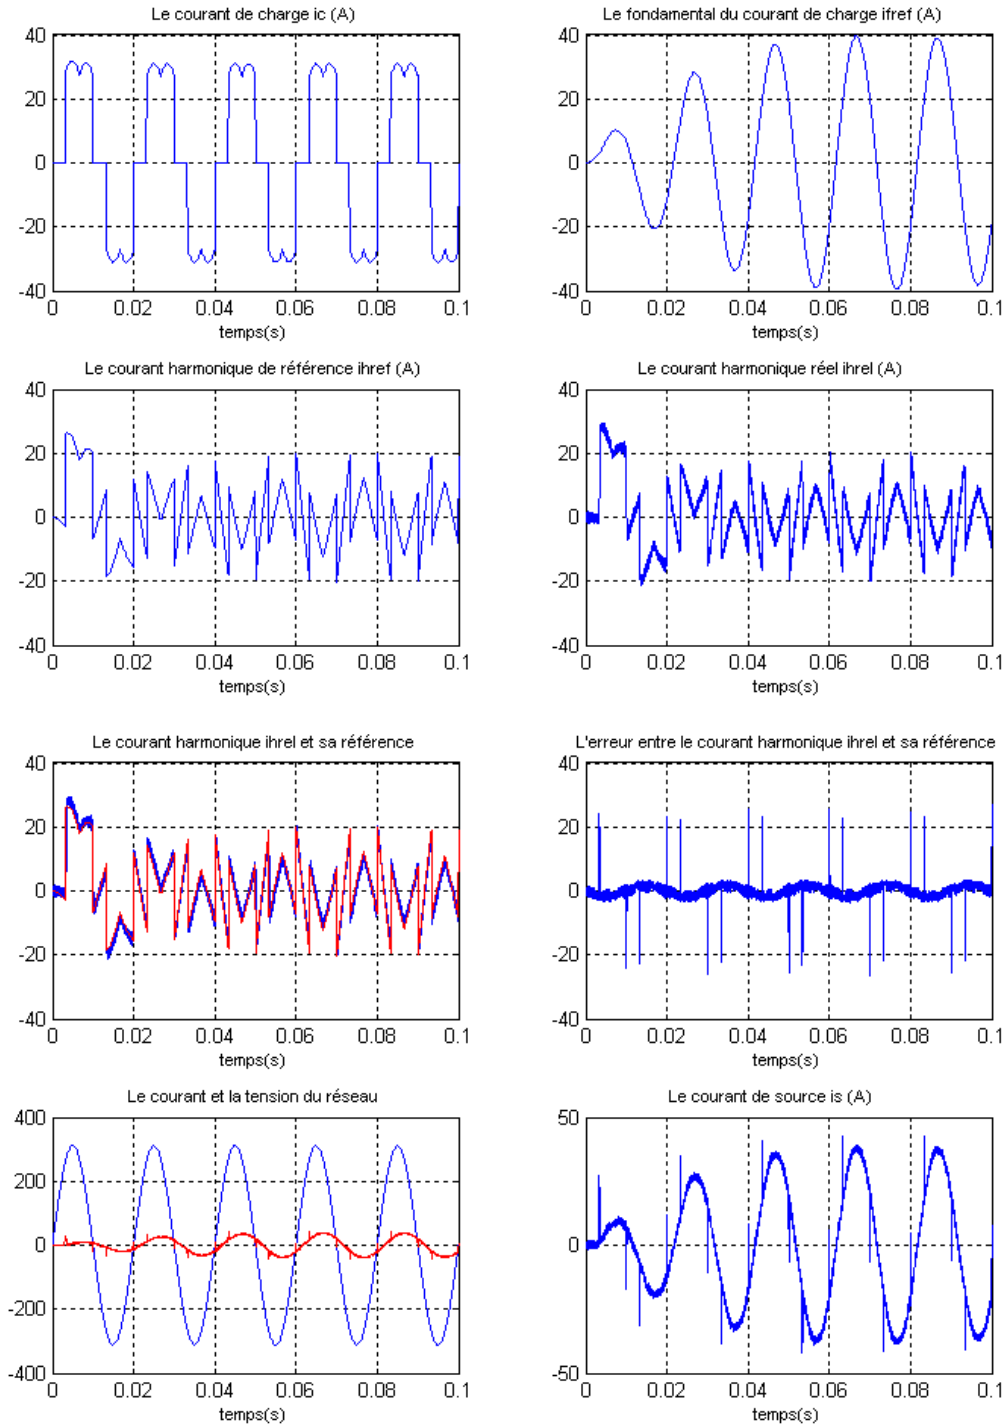 Le courant de charge ic (A)
40
20
0
-20
-40
0 0.02 0.04 0.06 0.08 0.1
temps(s)
Le fondamental du courant de charge ifref (A)
40
20
0
-20
-40
0 0.02 0.04 0.06 0.08 0.1
temps(s)
Le courant harmonique de référence ihref (A)
40
20
0
-20
-40
0 0.02 0.04 0.06 0.08 0.1
temps(s)
Le courant harmonique réel ihrel (A)
40
20
0
-20
-40
0 0.02 0.04 0.06 0.08 0.1
temps(s)
Le courant harmonique ihrel et sa référence
40
20
0
-20
-40
0 0.02 0.04 0.06 0.08 0.1
temps(s)
L'erreur entre le courant harmonique ihrel et sa référence
40
20
0
-20
-40
0 0.02 0.04 0.06 0.08 0.1
temps(s)
Le courant et la tension du réseau
400
200
0
-200
-400
0 0.02 0.04 0.06 0.08 0.1
temps(s)
Le courant de source is (A)
50
0
-50
0 0.02 0.04 0.06 0.08 0.1
temps(s)